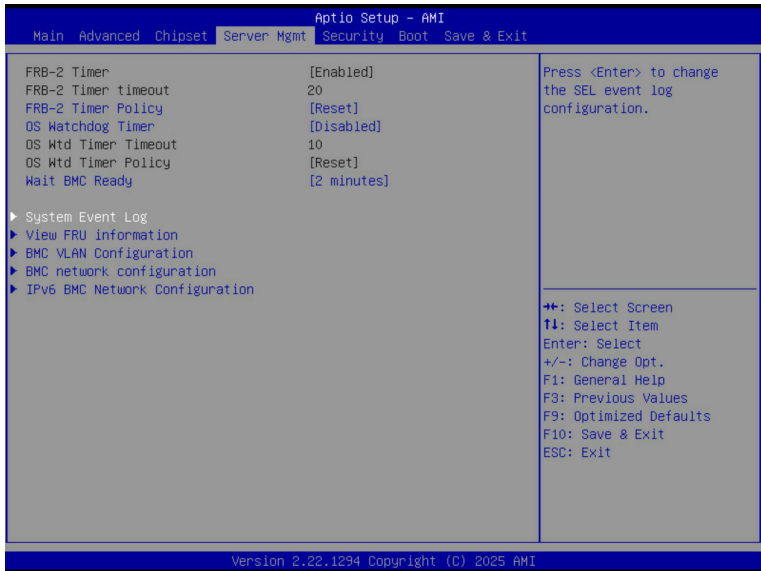 Aptio Setup – AMI
Main Advanced Chipset Server Mgmt Security Boot Save & Exit
FRB-2 Timer [Enabled]
FRB-2 Timer timeout 20
FRB-2 Timer Policy [Reset]
OS Watchdog Timer [Disabled]
OS Wtd Timer Timeout 10
OS Wtd Timer Policy [Reset]
Wait BMC Ready [2 minutes]
▶ System Event Log
▶ View FRU information
▶ BMC VLAN Configuration
▶ BMC network configuration
▶ IPv6 BMC Network Configuration
Press <Enter> to change
the SEL event log
configuration.
→←: Select Screen
↑↓: Select Item
Enter: Select
+/-: Change Opt.
F1: General Help
F3: Previous Values
F9: Optimized Defaults
F10: Save & Exit
ESC: Exit
Version 2.22.1294 Copyright (C) 2025 AMI